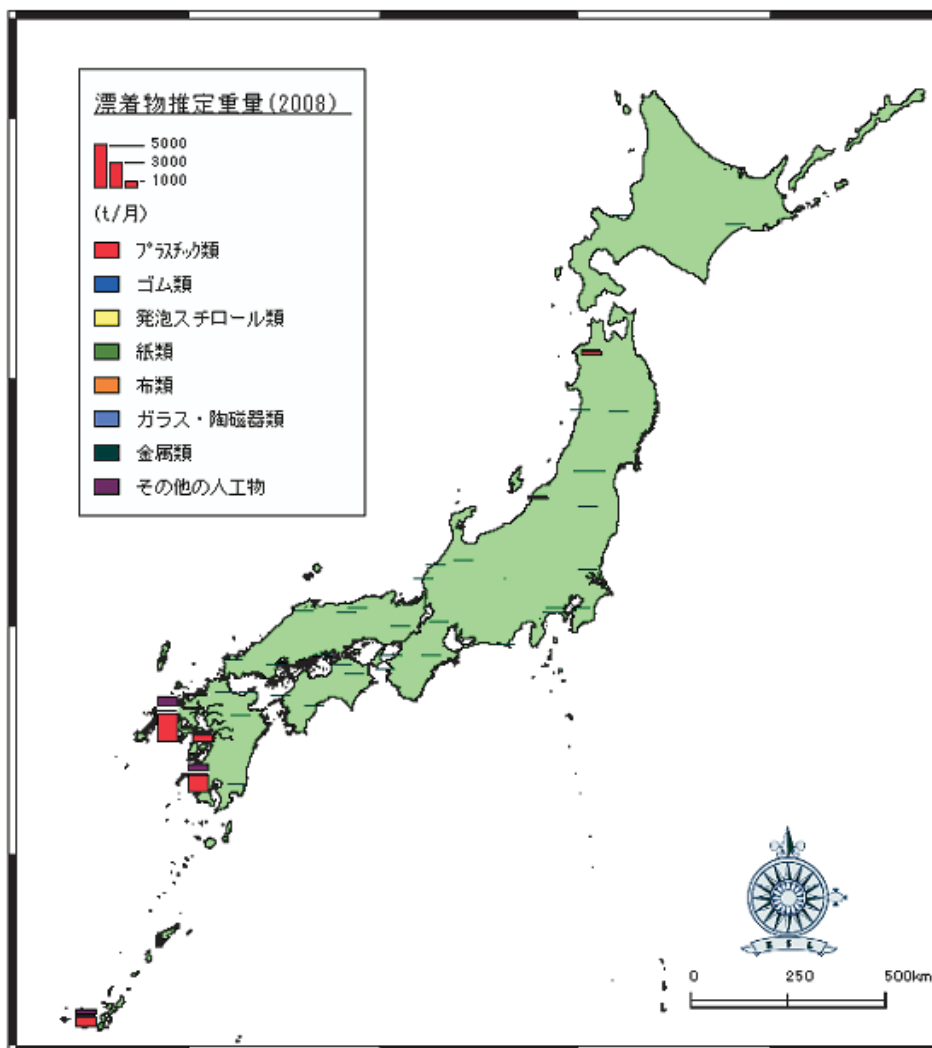 漂着物推定重量(2008)
5000
3000
1000
(t/月)
プラスチック類
ゴム類
発泡スチロール類
紙類
布類
ガラス・陶磁器類
金属類
その他の人工物
0 250 500km